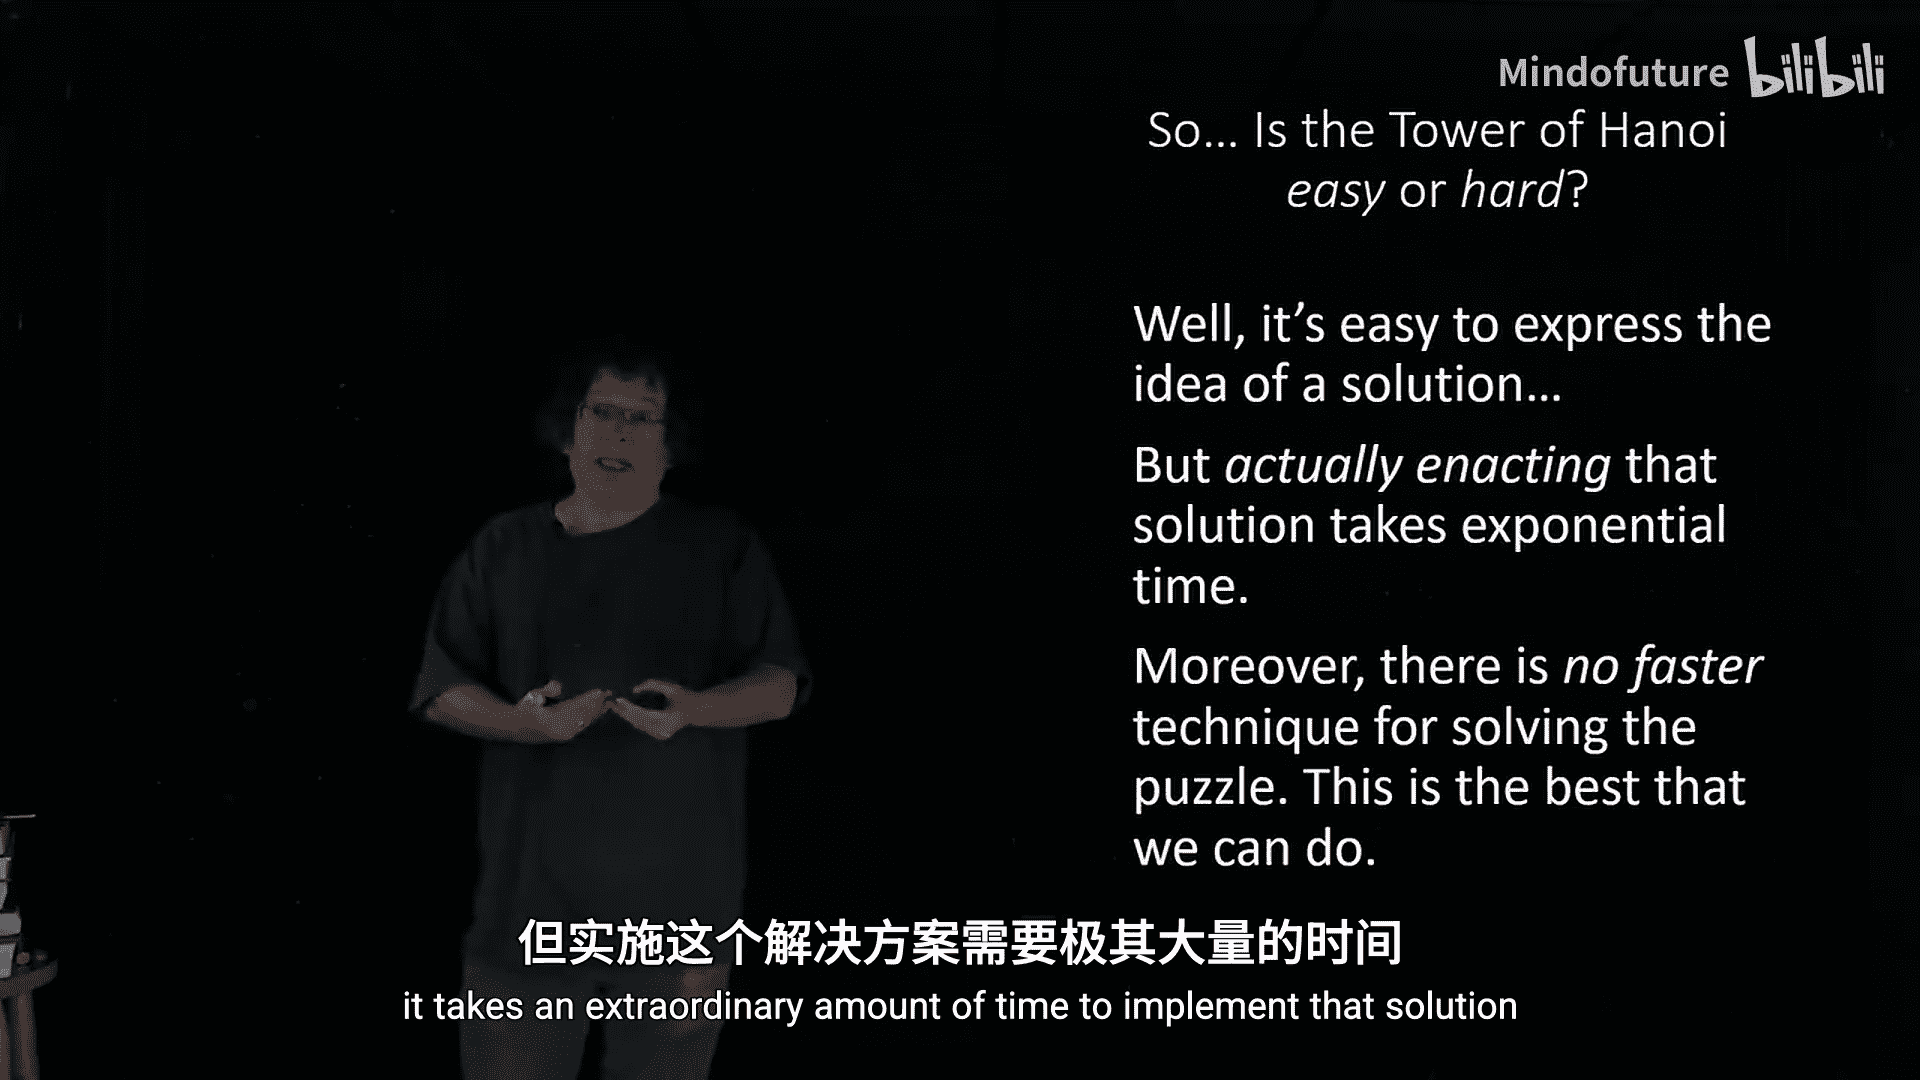 Mindofuture bilibili
So... Is the Tower of Hanoi
easy or hard?
Well, it's easy to express the
idea of a solution...
But actually enacting that
solution takes exponential
time.
Moreover, there is no faster
technique for solving the
puzzle. This is the best that
we can do.
但实施这个解决方案需要极其大量的时间
it takes an extraordinary amount of time to implement that solution